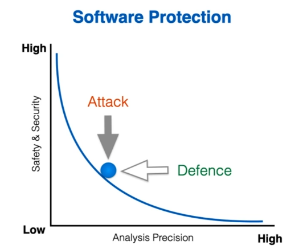 Software Protection
High
Attack
Safety & Security
Defence
Low
Analysis Precision
High